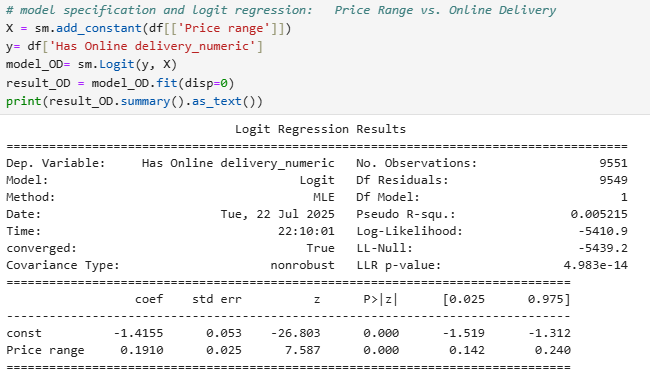 # model specification and logit regression:   Price Range vs. Online Delivery
X = sm.add_constant(df[['Price range']])
y= df['Has Online delivery_numeric']
model_OD= sm.Logit(y, X)
result_OD = model_OD.fit(disp=0)
print(result_OD.summary().as_text())
                               Logit Regression Results
===================================================================================
Dep. Variable:     Has Online delivery_numeric   No. Observations:                 9551
Model:                                   Logit   Df Residuals:                     9549
Method:                                    MLE   Df Model:                            1
Date:                         Tue, 22 Jul 2025   Pseudo R-squ.:                0.005215
Time:                                 22:10:01   Log-Likelihood:                -5410.9
converged:                                True   LL-Null:                       -5439.2
Covariance Type:                     nonrobust   LLR p-value:                 4.983e-14
===============================================================================
                  coef    std err          z      P>|z|      [0.025      0.975]
-------------------------------------------------------------------------------
const          -1.4155      0.053    -26.803      0.000      -1.519      -1.312
Price range     0.1910      0.025      7.587      0.000       0.142       0.240
===============================================================================